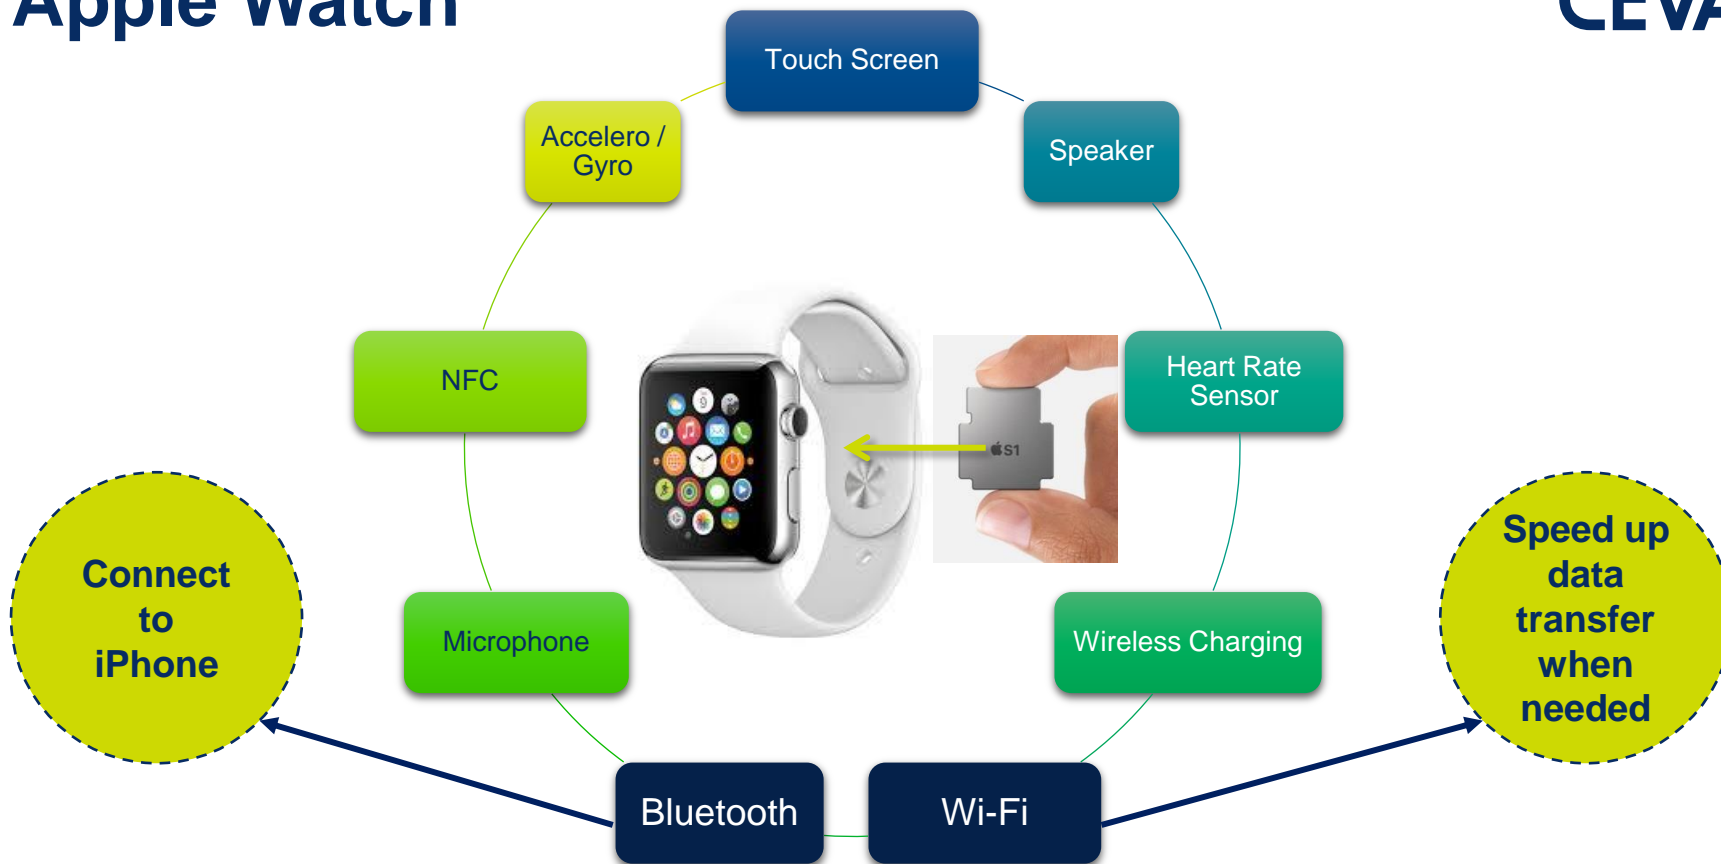 Apple Watch
CEVA
Touch Screen
Accelero /
Gyro
Speaker
NFC
Heart Rate
Sensor
S1
Connect
to
iPhone
Speed up
data
transfer
when
needed
Microphone
Wireless Charging
Bluetooth
Wi-Fi